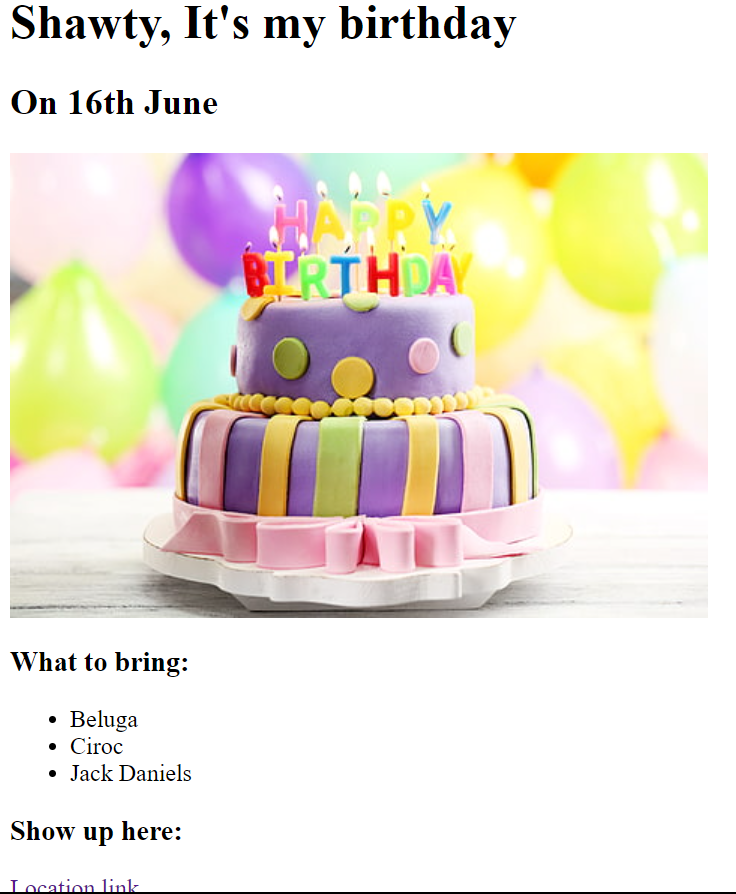 Shawty, It's my birthday
On 16th June
HAPPY
BIRTHDAY
What to bring:
Beluga
Ciroc
Jack Daniels
Show up here:
Location link